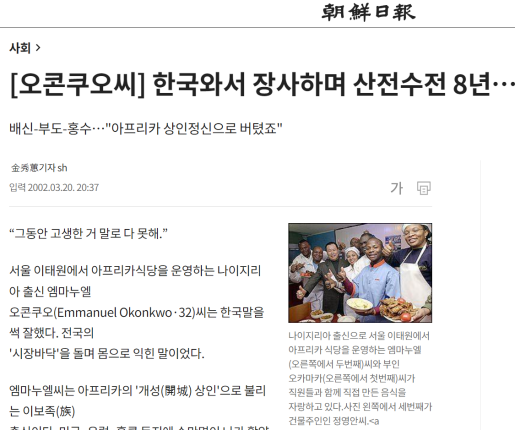 朝鮮日報
사회 >
[오콘쿠오씨] 한국와서 장사하며 산전수전 8년…
배신-부도-홍수…"아프리카 상인정신으로 버텼죠"
金秀蕙기자 sh
입력 2002.03.20. 20:37
가
“그동안 고생한 거 말로 다 못해.”
서울 이태원에서 아프리카식당을 운영하는 나이지리
아 출신 엠마누엘
오콘쿠오(Emmanuel Okonkwo·32)씨는 한국말을
썩 잘했다. 전국의
'시장바닥'을 돌며 몸으로 익힌 말이었다.
엠마누엘씨는 아프리카의 '개성(開城) 상인'으로 불리
는 이보족(族)
나이지리아 출신으로 서울 이태원에서
아프리카 식당을 운영하는 엠마누엘
(오른쪽에서 두번째)씨와 부인
오카마카(오른쪽에서 첫번째)씨가
직원들과 함께 직접 만든 음식을
자랑하고 있다.사진 왼쪽에서 세번째가
건물주인인 정영안씨.<a